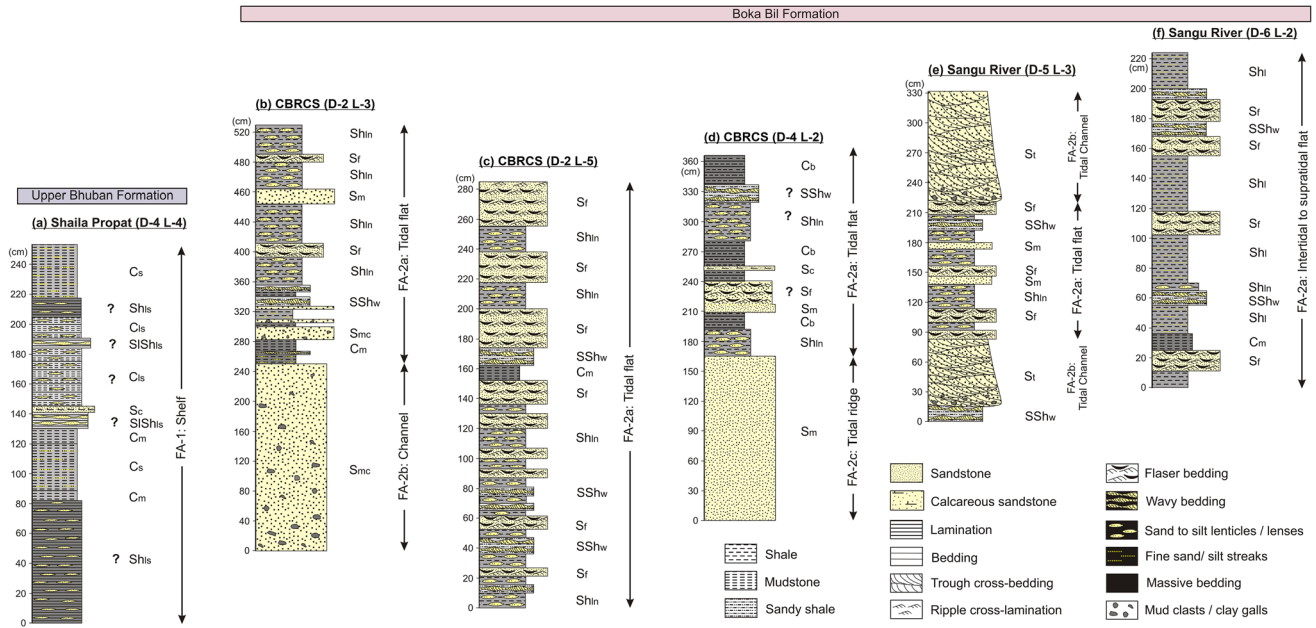 Boka Bil Formation
Upper Bhuban Formation
(a) Shaila Propat (D-4 L-4)
(cm)
240
220
200
180
160
140
120
100
80
60
40
20
0
Cs
? Shls
Cls
? SlShls
? Cls
Sc
? SlShls
Cm
Cs
Cm
? Shls
FA-1: Shelf
(b) CBRCS (D-2 L-3)
(cm)
520
480
460
440
400
360
320
280
240
200
160
120
80
40
0
Shln
Sf
Shln
Sm
Shln
Sf
Shln
SShw
Smc
Cm
Smc
FA-2a: Tidal flat
FA-2b: Channel
(c) CBRCS (D-2 L-5)
(cm)
280
260
240
220
200
180
160
140
120
100
80
60
40
20
0
Sf
Shln
Sf
Shln
Sf
SShw
Cm
Sf
Shln
SShw
Sf
SShw
Sf
Shln
FA-2a: Tidal flat
(d) CBRCS (D-4 L-2)
(cm)
360
330
300
270
240
210
180
150
120
90
60
30
0
Cb
? SShw
? Shln
Cb
Sc
? Sf
Sm
Cb
Shln
Sm
FA-2a: Tidal flat
FA-2c: Tidal ridge
(e) Sangu River (D-5 L-3)
(cm)
330
300
270
240
210
180
150
120
90
60
30
0
St
Sf
SShw
Sm
Sf
Sm
Shln
Sf
St
SShw
FA-2b:
Tidal Channel
FA-2a: Tidal flat
FA-2b:
Tidal Channel
(f) Sangu River (D-6 L-2)
220
(cm)
200
180
160
140
120
100
80
60
40
20
0
Shl
Sf
SShw
Sf
Shl
Sf
Shl
Shln
SShw
Shl
Cm
Sf
FA-2a: Intertidal to supratidal flat
Shale
Mudstone
Sandy shale
Sandstone
Calcareous sandstone
Lamination
Bedding
Trough cross-bedding
Ripple cross-lamination
Flaser bedding
Wavy bedding
Sand to silt lenticles / lenses
Fine sand/ silt streaks
Massive bedding
Mud clasts / clay galls